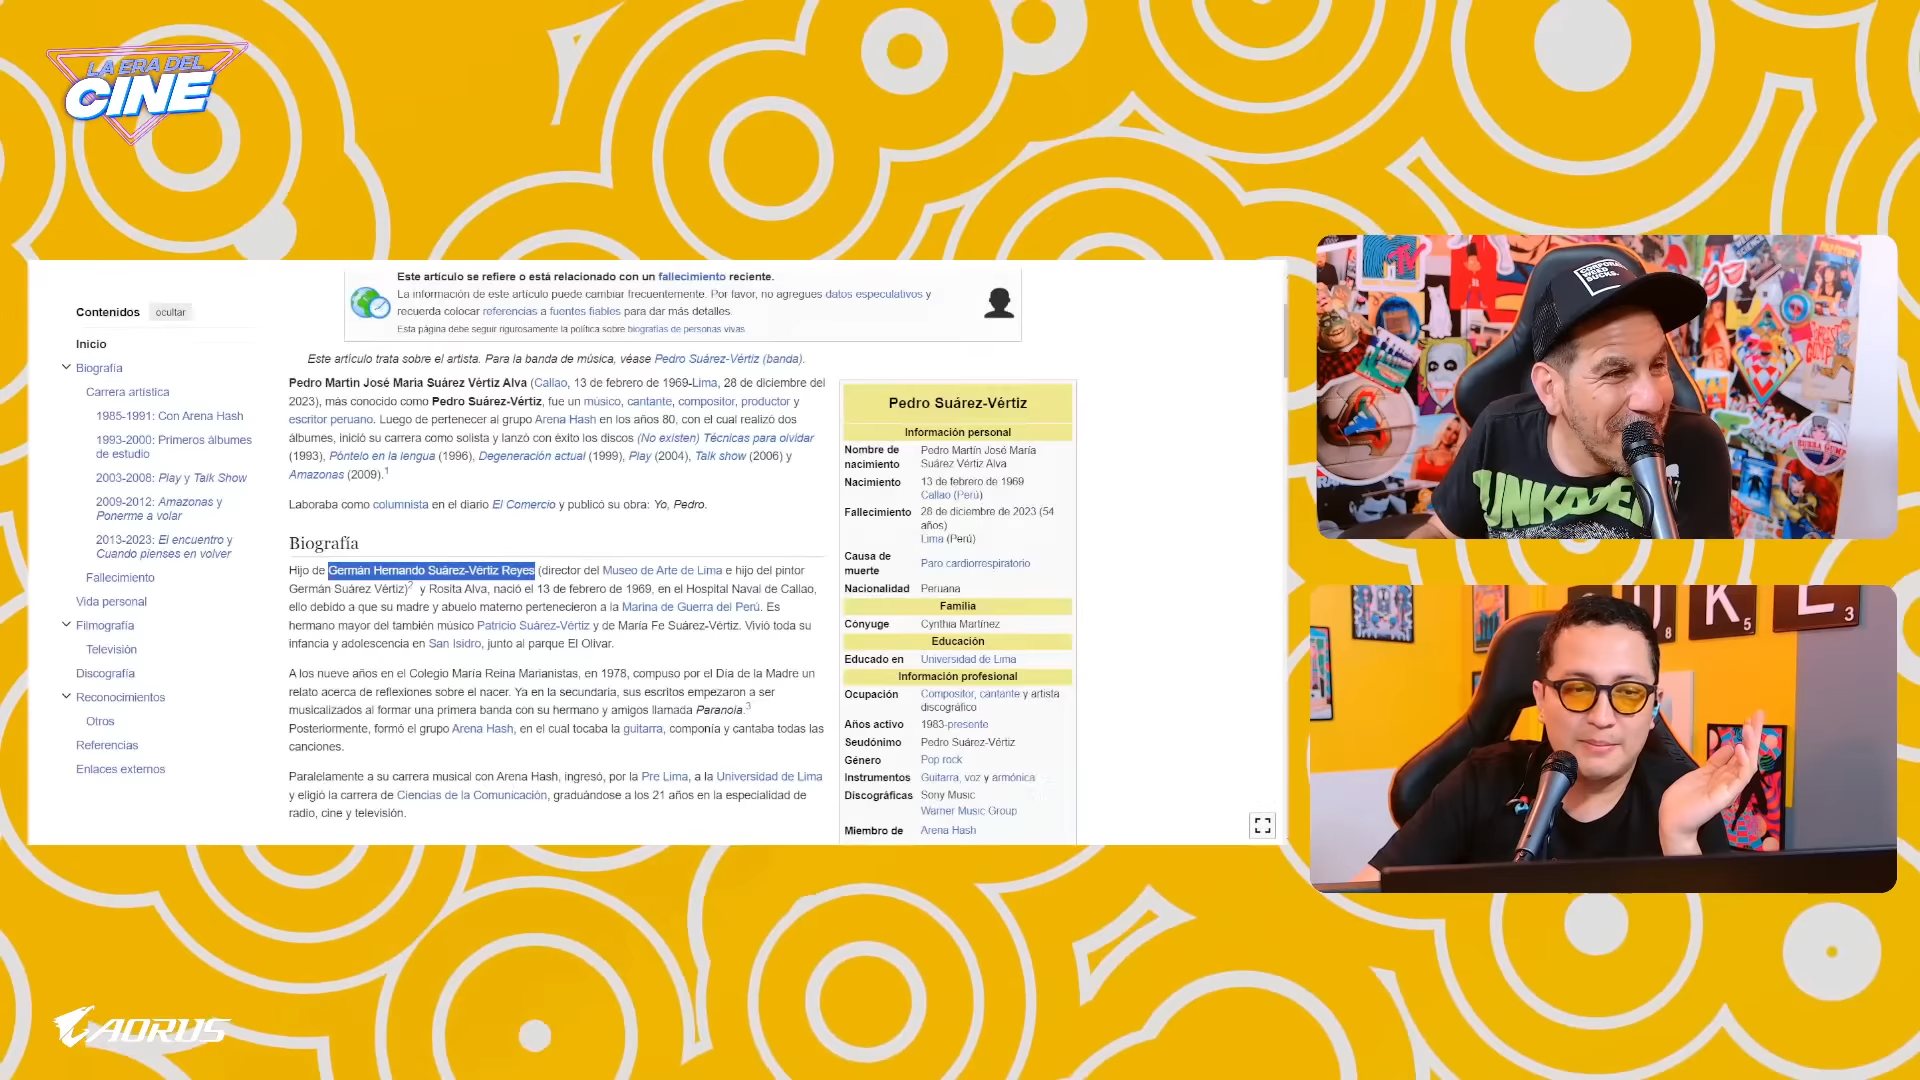 LA ERA DEL
CINE
Contenidos ocultar
Inicio
Biografía
Carrera artística
1985-1991: Con Arena Hash
1993-2000: Primeros álbumes
de estudio
2003-2008: Play y Talk Show
2009-2012: Amazonas y
Ponerme a volar
2013-2023: El encuentro y
Cuando pienses en volver
Fallecimiento
Vida personal
Filmografía
Televisión
Discografía
Reconocimientos
Otros
Referencias
Enlaces externos
Este artículo se refiere o está relacionado con un fallecimiento reciente.
La información de este artículo puede cambiar frecuentemente. Por favor, no agregues datos especulativos y
recuerda colocar referencias a fuentes fiables para dar más detalles.
Esta página debe seguir rigurosamente la política sobre biografías de personas vivas.
Este artículo trata sobre el artista. Para la banda de música, véase Pedro Suárez-Vértiz (banda).
Pedro Martín José María Suárez Vértiz Alva (Callao, 13 de febrero de 1969-Lima, 28 de diciembre del
2023), más conocido como Pedro Suárez-Vértiz, fue un músico, cantante, compositor, productor y
escritor peruano. Luego de pertenecer al grupo Arena Hash en los años 80, con el cual realizó dos
álbumes, inició su carrera como solista y lanzó con éxito los discos (No existen) Técnicas para olvidar
(1993), Póntelo en la lengua (1996), Degeneración actual (1999), Play (2004), Talk show (2006) y
Amazonas (2009).1
Laboraba como columnista en el diario El Comercio y publicó su obra: Yo, Pedro.
Biografía
Hijo de Germán Hernando Suárez-Vértiz Reyes (director del Museo de Arte de Lima e hijo del pintor
Germán Suárez Vértiz)2 y Rosita Alva, nació el 13 de febrero de 1969, en el Hospital Naval de Callao,
ello debido a que su madre y abuelo materno pertenecieron a la Marina de Guerra del Perú. Es
hermano mayor del también músico Patricio Suárez-Vértiz y de María Fe Suárez-Vértiz. Vivió toda su
infancia y adolescencia en San Isidro, junto al parque El Olivar.
A los nueve años en el Colegio María Reina Marianistas, en 1978, compuso por el Día de la Madre un
relato acerca de reflexiones sobre el nacer. Ya en la secundaria, sus escritos empezaron a ser
musicalizados al formar una primera banda con su hermano y amigos llamada Paranoia.3
Posteriormente, formó el grupo Arena Hash, en el cual tocaba la guitarra, componía y cantaba todas las
canciones.
Paralelamente a su carrera musical con Arena Hash, ingresó, por la Pre Lima, a la Universidad de Lima
y eligió la carrera de Ciencias de la Comunicación, graduándose a los 21 años en la especialidad de
radio, cine y televisión.
Pedro Suárez-Vértiz
Información personal
Nombre de nacimiento Pedro Martín José María
Suárez Vértiz Alva
Nacimiento 13 de febrero de 1969
Callao (Perú)
Fallecimiento 28 de diciembre de 2023 (54
años)
Lima (Perú)
Causa de muerte Paro cardiorrespiratorio
Nacionalidad Peruana
Familia
Cónyuge Cynthia Martínez
Educación
Educado en Universidad de Lima
Información profesional
Ocupación Compositor, cantante y artista
discográfico
Años activo 1983-presente
Seudónimo Pedro Suárez-Vértiz
Género Pop rock
Instrumentos Guitarra, voz y armónica
Discográficas Sony Music
Warner Music Group
Miembro de Arena Hash
MTV
UKE
8 5 3
AORUS